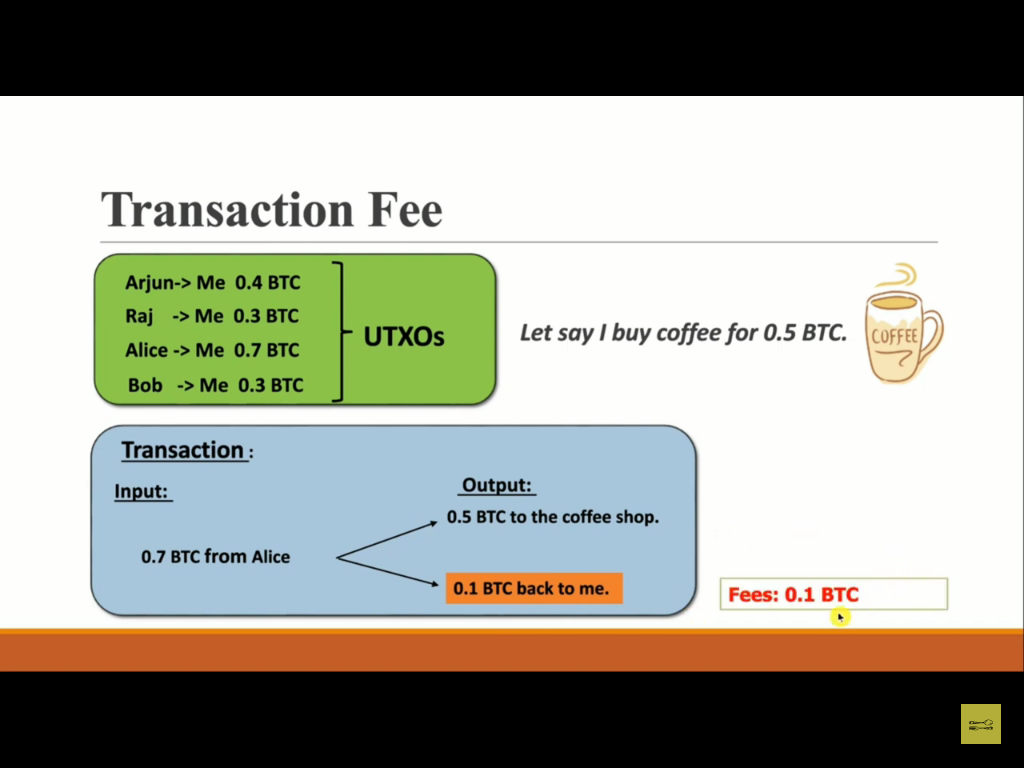 Transaction Fee
Arjun-> Me 0.4 BTC
Raj -> Me 0.3 BTC
Alice -> Me 0.7 BTC
Bob -> Me 0.3 BTC
UTXOs
Let say I buy coffee for 0.5 BTC.
COFFEE
Transaction :
Input:
Output:
0.5 BTC to the coffee shop.
0.7 BTC from Alice
0.1 BTC back to me.
Fees: 0.1 BTC